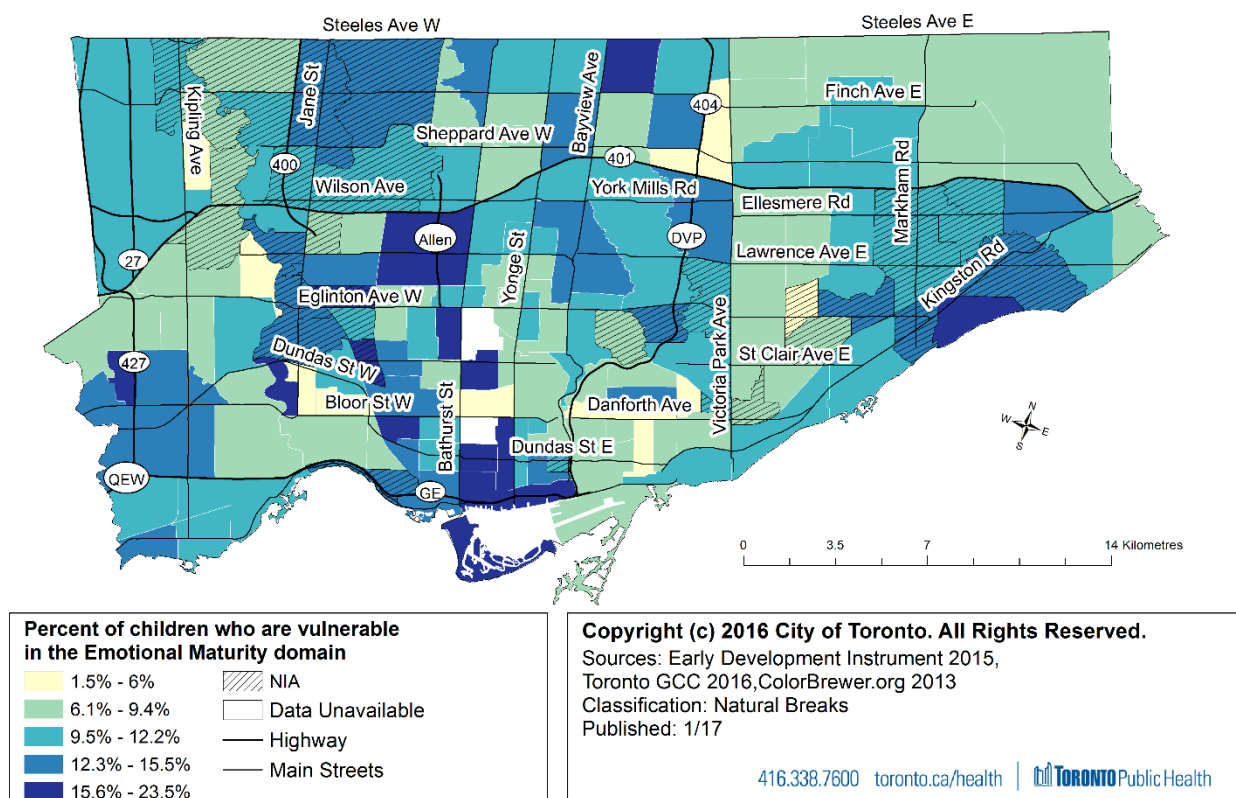 Steeles Ave W
Steeles Ave E
Kipling Ave
Jane St
Bayview Ave
404
Finch Ave E
Sheppard Ave W
400
401
Markham Rd
Wilson Ave
York Mills Rd
Ellesmere Rd
Allen
Yonge St
DVP
Lawrence Ave E
27
Kingston Rd
Eglinton Ave W
Victoria Park Ave
427
Dundas St W
St Clair Ave E
Bloor St W
Bathurst St
Danforth Ave
Dundas St E
QEW
GE
N
W
E
S
0 3.5 7 14 Kilometres
Percent of children who are vulnerable
in the Emotional Maturity domain
1.5% - 6%
6.1% - 9.4%
9.5% - 12.2%
12.3% - 15.5%
15.6% - 23.5%
NIA
Data Unavailable
Highway
Main Streets
Copyright (c) 2016 City of Toronto. All Rights Reserved.
Sources: Early Development Instrument 2015,
Toronto GCC 2016,ColorBrewer.org 2013
Classification: Natural Breaks
Published: 1/17
416.338.7600 toronto.ca/health TORONTO Public Health